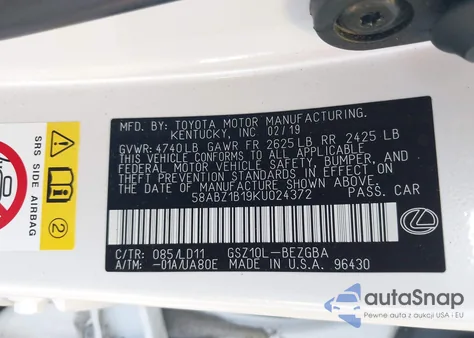 MFD. BY: TOYOTA MOTOR MANUFACTURING.
KENTUCKY, INC 02/19
GVWR: 4740LB GAWR FR 2625LB RR 2425 LB
THIS VEHICLE CONFORMS TO ALL APPLICABLE
FEDERAL MOTOR VEHICLE SAFETY, BUMPER, AND
THEFT PREVENTION STANDARDS IN EFFECT ON
THE DATE OF MANUFACTURE SHOWN ABOVE.
58ABZ1B19KU024372 PASS. CAR
C/TR: 085/LD11 GSZ10L-BEZGBA
A/TM: -01A/UA80E MADE IN U.S.A. 96430
SRS SIDE AIRBAG
2
autoSnap
WYGRYWAJ AUTA Z AUKCJI USA - EU